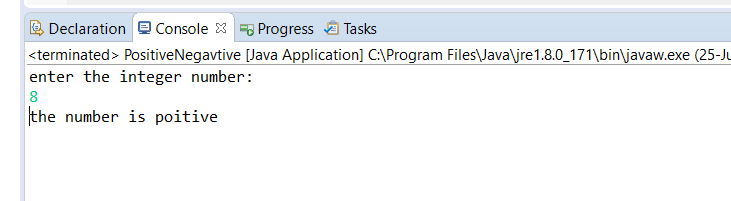 Declaration Console Progress Tasks
<terminated> PositiveNegavtive [Java Application] C:\Program Files\Java\jre1.8.0_171\bin\javaw.exe (25-Ju
enter the integer number:
8
the number is poitive